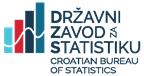 DRŽAVNI
ZAVOD ZA
STATISTIKU
CROATIAN BUREAU
OF STATISTICS